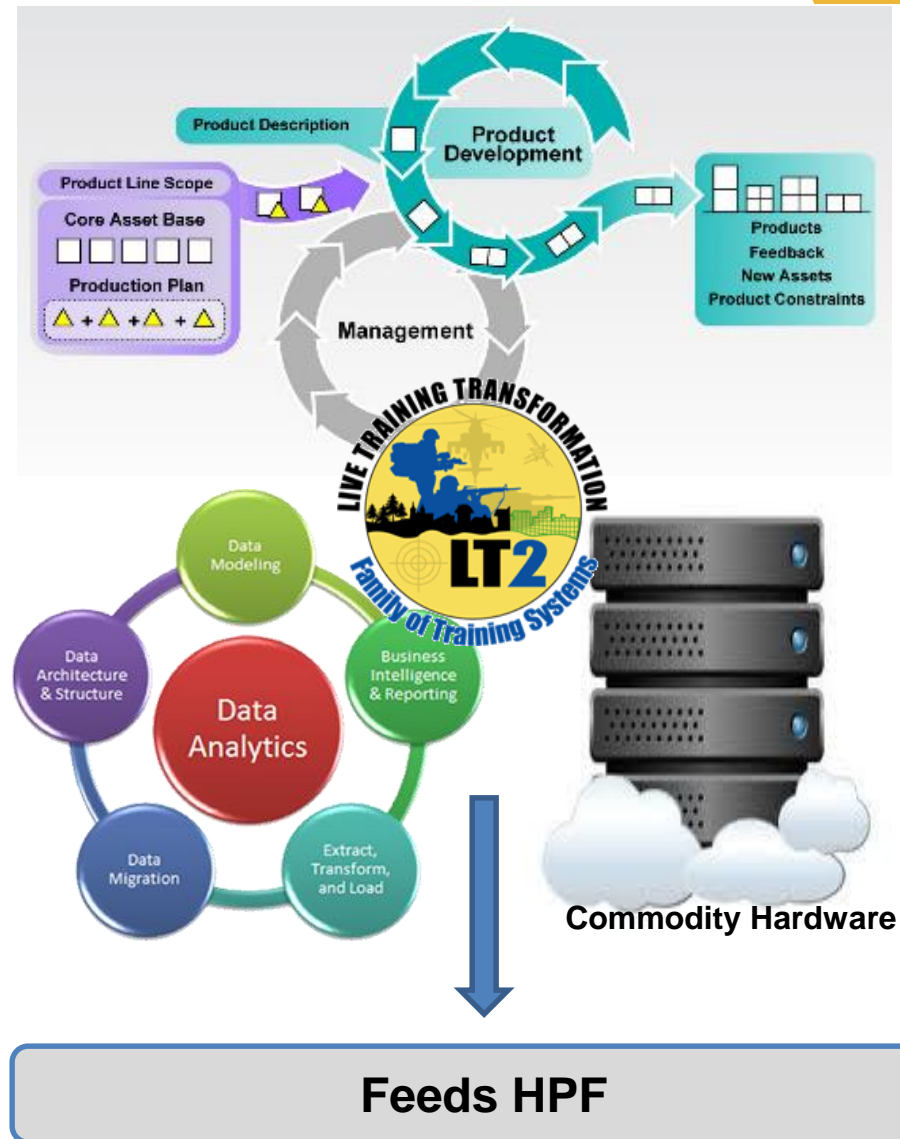 Product Description
Product
Development
Product Line Scope
Core Asset Base
Production Plan
Products
Feedback
New Assets
Product Constraints
Management
LIVE TRAINING TRANSFORMATION
LT2
Family of Training Systems
Data
Modeling
Data
Architecture
& Structure
Business
Intelligence
& Reporting
Data
Analytics
Data
Migration
Extract,
Transform,
and Load
Commodity Hardware
Feeds HPF